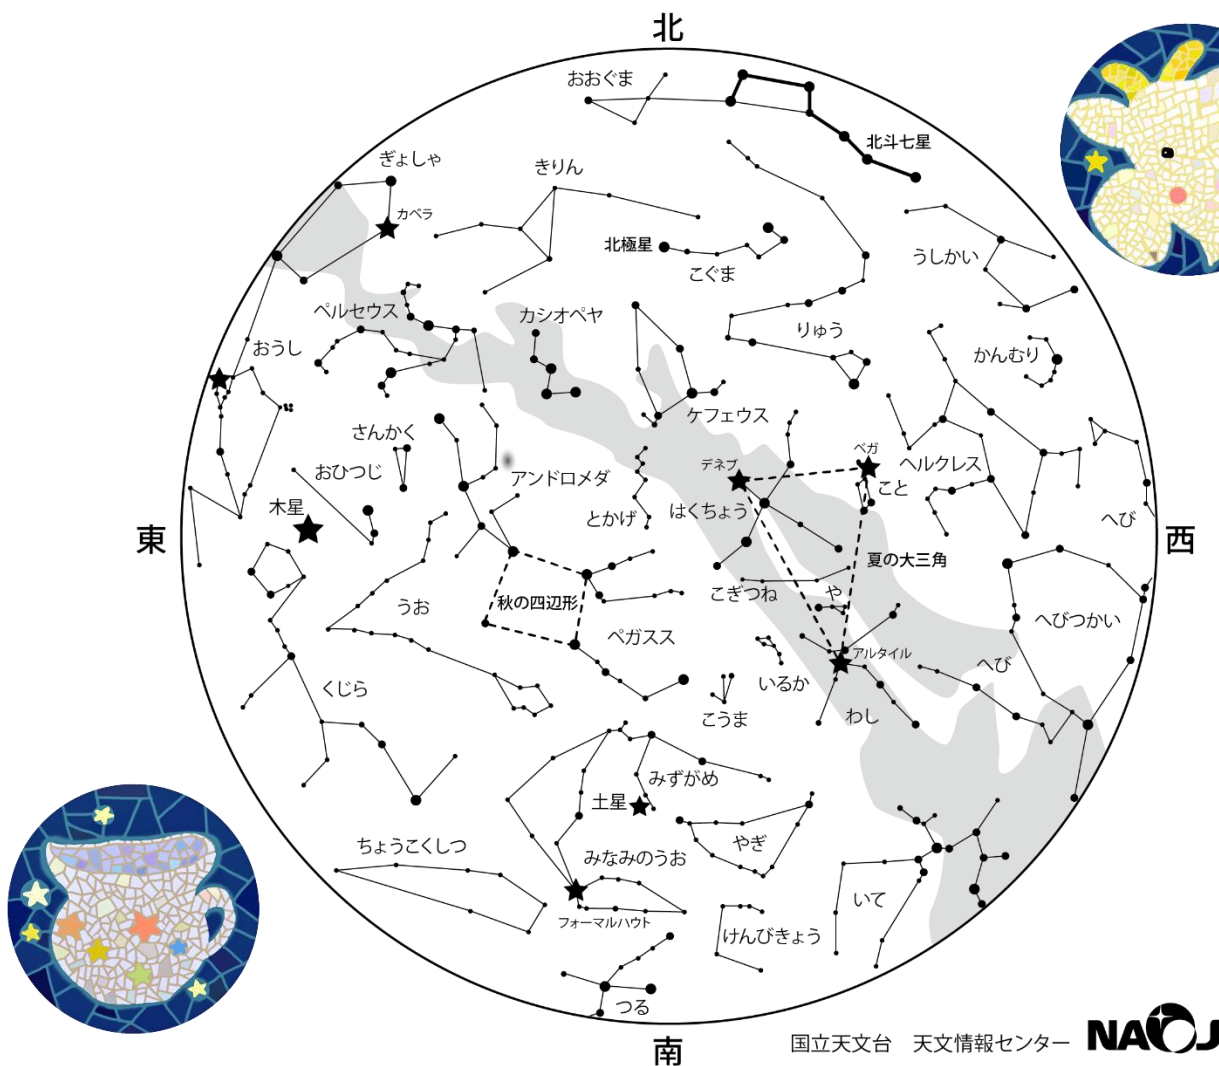 北
おおぐま
北斗七星
ぎょしゃ
きりん
カペラ
北極星
こぐま
うしかい
ペルセウス
カシオペヤ
りゅう
おうし
かんむり
ケフェウス
さんかく
おひつじ
アンドロメダ
デネブ
ベガ
ヘルクレス
こと
木星
とかげ
はくちょう
へび
東
西
夏の大三角
こぎつね
や
うお
秋の四辺形
ペガスス
へびつかい
アルタイル
へび
いるか
くじら
こうま
わし
みずがめ
土星
やぎ
ちょうこくしつ
みなみのうお
いて
フォーマルハウト
けんびきょう
つる
南
国立天文台 天文情報センター
NAOJ